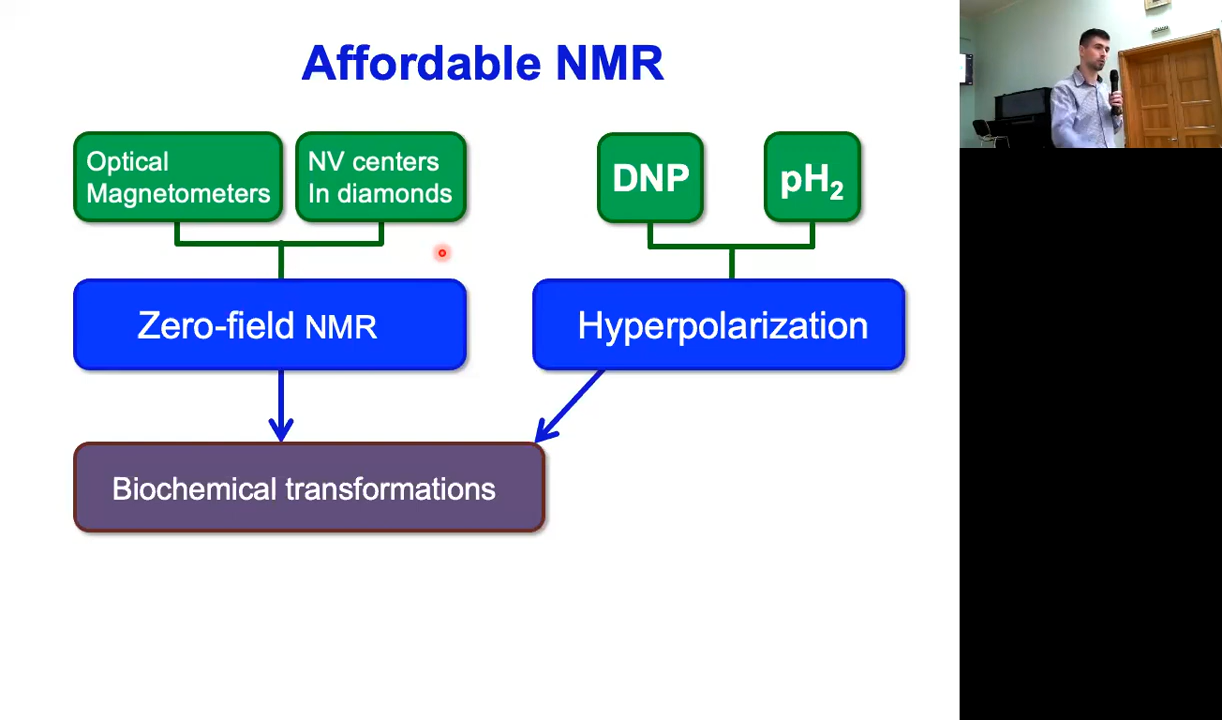 Affordable NMR
Optical
Magnetometers
NV centers
In diamonds
DNP
pH₂
Zero-field NMR
Hyperpolarization
Biochemical transformations